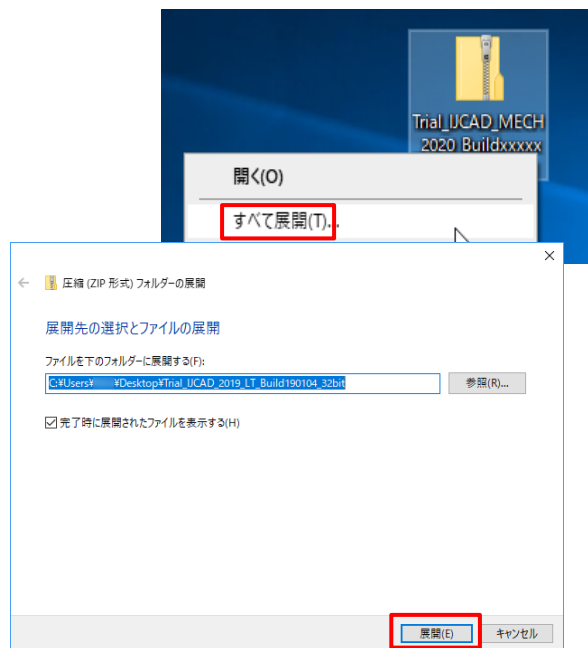 Trial_IJCAD_MECH
2020_Buildxxxxx
開く(O)
すべて展開(T)...
圧縮 (ZIP 形式) フォルダーの展開
展開先の選択とファイルの展開
ファイルを下のフォルダーに展開する(F):
C:¥Users¥ ¥Desktop¥Trial_IJCAD_2019_LT_Build190104_32bit
参照(R)...
完了時に展開されたファイルを表示する(H)
展開(E)
キャンセル